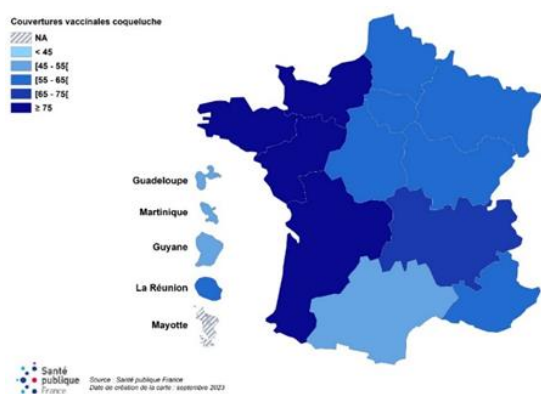 Couvertures vaccinales coqueluche
NA
< 45
[45 - 55[
[55 - 65[
[65 - 75[
≥ 75
Guadeloupe
Martinique
Guyane
La Réunion
Mayotte
Santé
publique
France
Source : Santé publique France
Date de création de la carte : septembre 2023